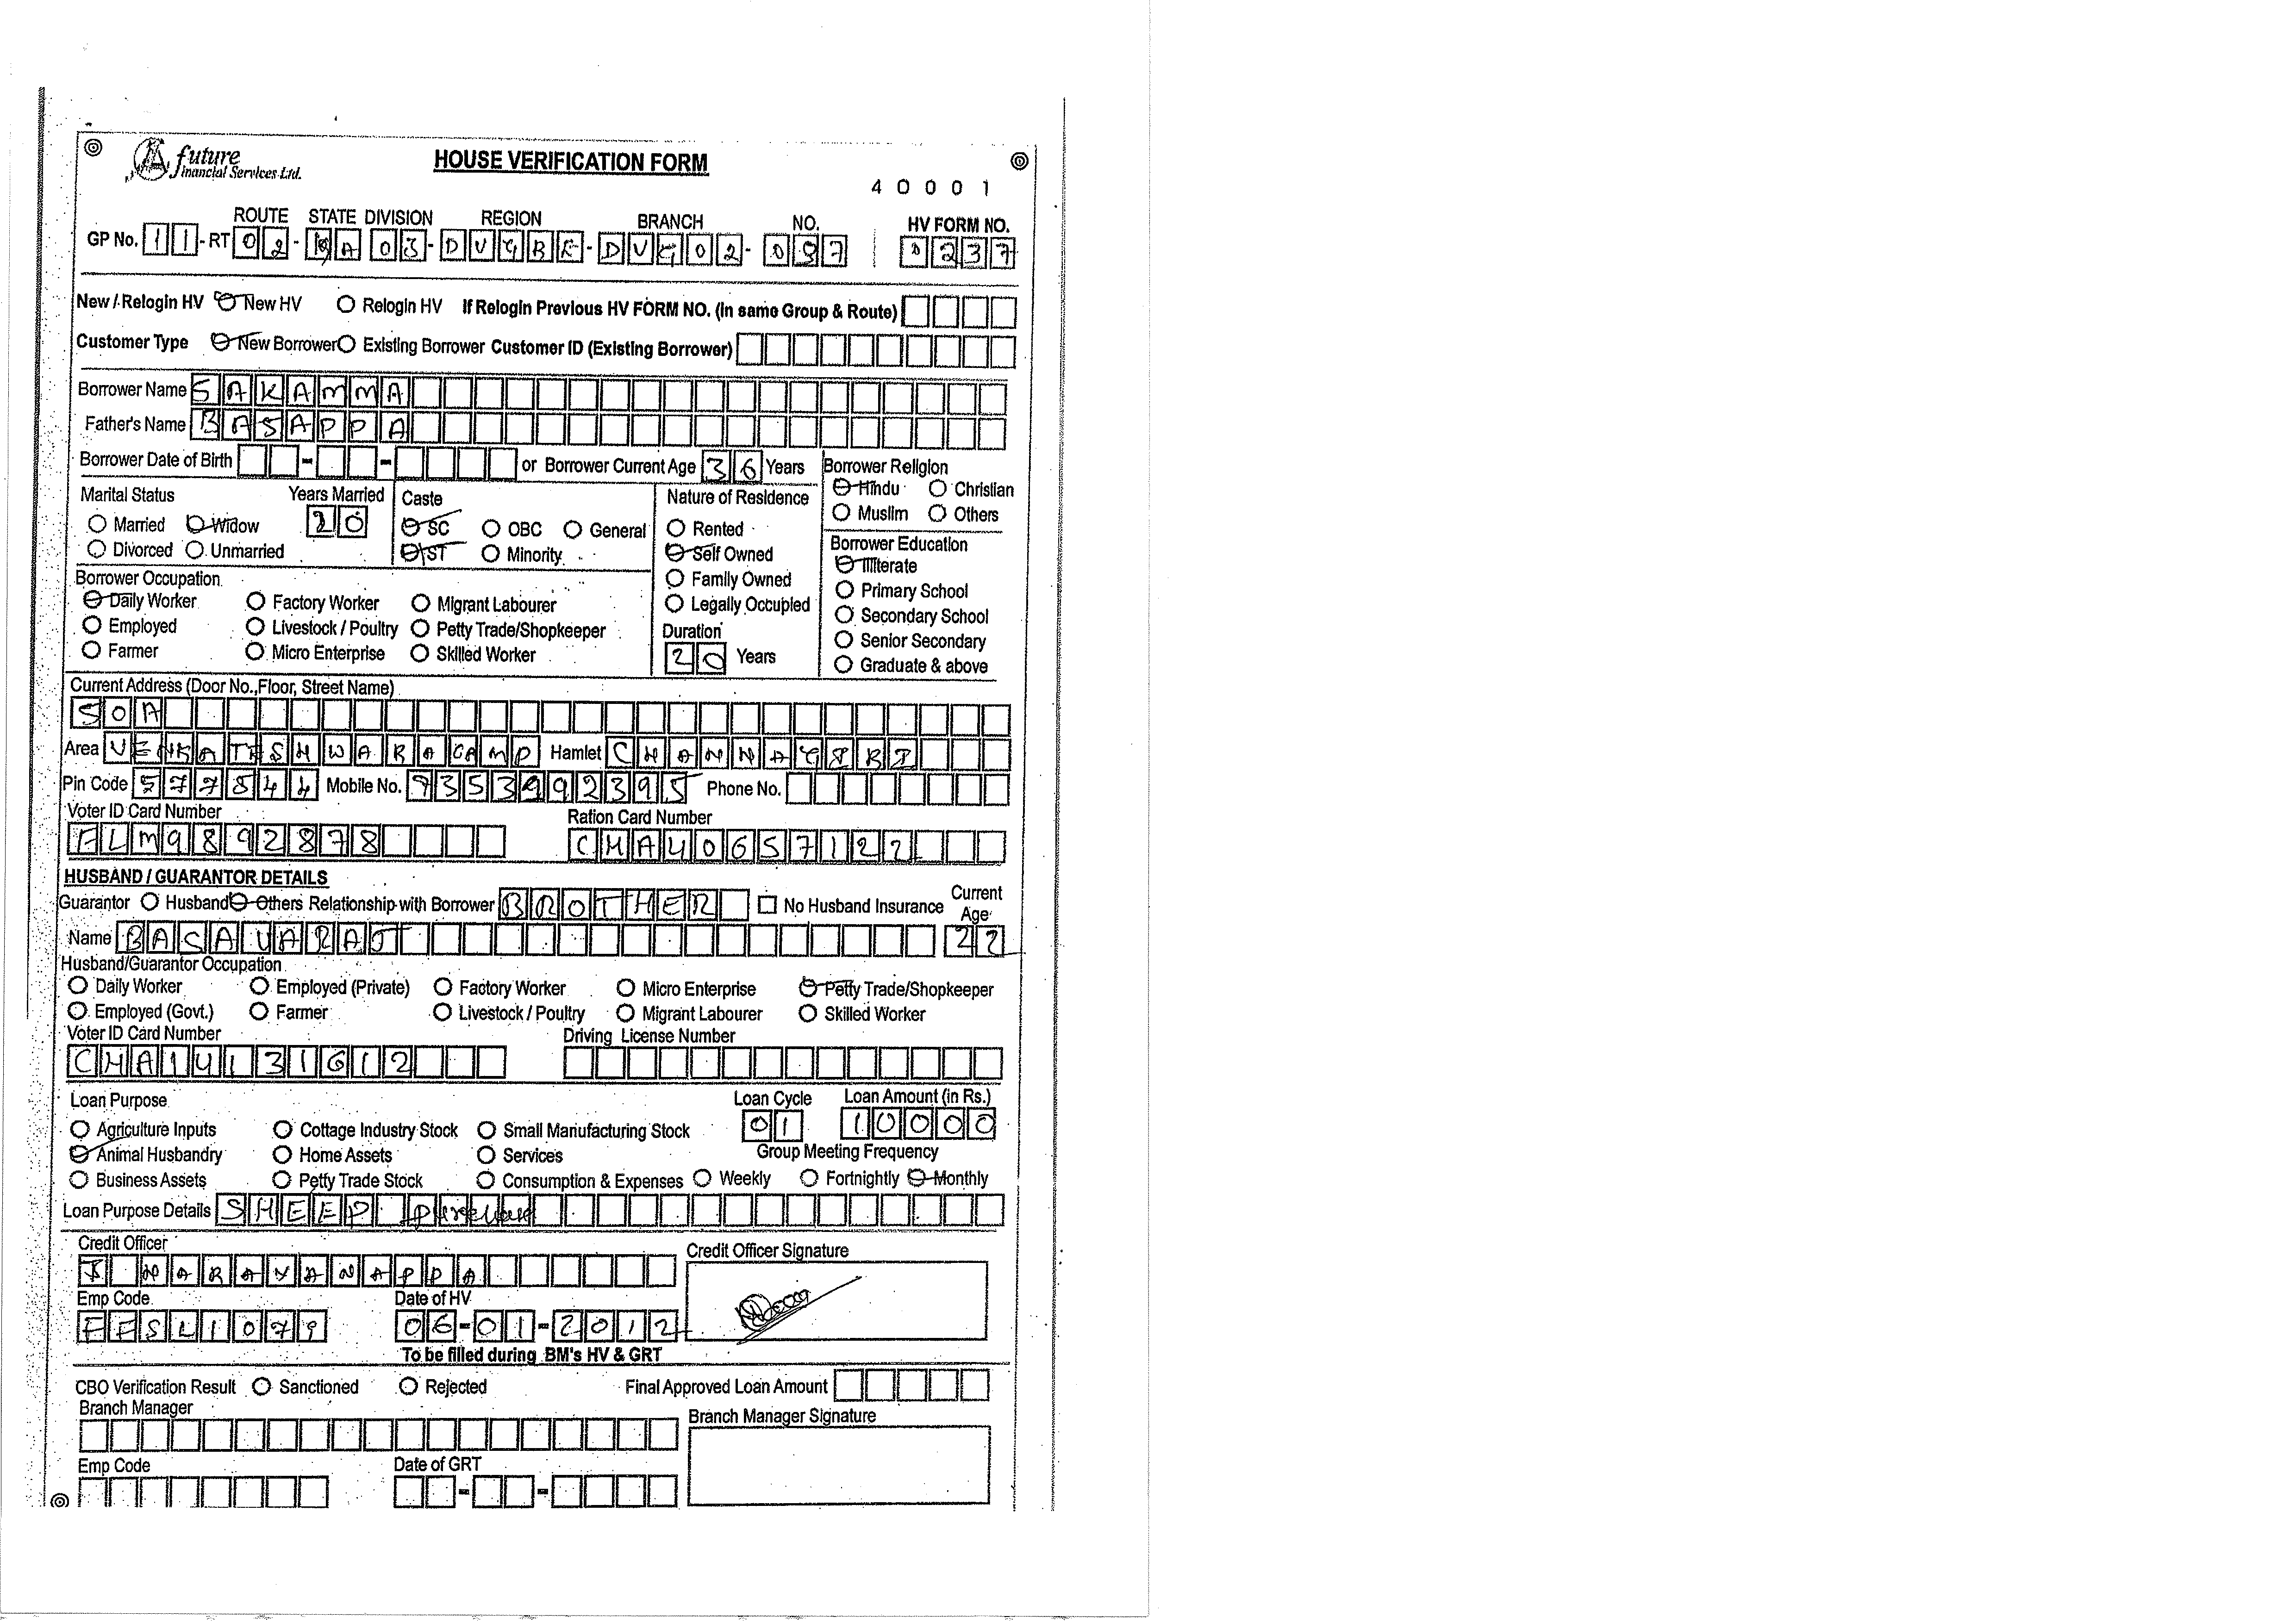 future
Financial Services Ltd.
HOUSE VERIFICATION FORM
4 0 0 0 1
ROUTE STATE DIVISION REGION BRANCH NO. HV FORM NO.
GP No. 11 - RT 02 - KA 03 - DVGRE - DVG02 - 097 0237
New / Relogin HV New HV Relogin HV If Relogin Previous HV FORM NO. (in same Group & Route)
Customer Type New Borrower Existing Borrower Customer ID (Existing Borrower)
Borrower Name SAKAMMA
Father's Name BASAPPA
Borrower Date of Birth - - or Borrower Current Age 36 Years Borrower Religion
Marital Status Years Married Caste Nature of Residence Hindu Christian
Married Widow 20 SC OBC General Rented Muslim Others
Divorced Unmarried ST Minority Self Owned Borrower Education
Borrower Occupation Family Owned Illiterate
Daily Worker Factory Worker Migrant Labourer Legally Occupied Primary School
Employed Livestock / Poultry Petty Trade/Shopkeeper Duration Secondary School
Farmer Micro Enterprise Skilled Worker 20 Years Senior Secondary
Graduate & above
Current Address (Door No.,Floor, Street Name)
SOA
Area VENKATESHWARA CAMP Hamlet CHANNAGIRI
Pin Code 577544 Mobile No. 9353992395 Phone No.
Voter ID Card Number Ration Card Number
FLM9892878 CHA40657122
HUSBAND / GUARANTOR DETAILS
Guarantor Husband Others Relationship with Borrower BROTHER No Husband Insurance Current Age
Name BASAVARAJ 22
Husband/Guarantor Occupation
Daily Worker Employed (Private) Factory Worker Micro Enterprise Petty Trade/Shopkeeper
Employed (Govt.) Farmer Livestock / Poultry Migrant Labourer Skilled Worker
Voter ID Card Number Driving License Number
CHA14131612
Loan Purpose Loan Cycle Loan Amount (in Rs.)
Agriculture Inputs Cottage Industry Stock Small Manufacturing Stock 01 10000
Animal Husbandry Home Assets Services Group Meeting Frequency
Business Assets Petty Trade Stock Consumption & Expenses Weekly Fortnightly Monthly
Loan Purpose Details SHEEP purchase
Credit Officer Credit Officer Signature
I NARAYANAPPA
Emp Code Date of HV
FFSL1079 06-01-2012
To be filled during BM's HV & GRT
CBO Verification Result Sanctioned Rejected Final Approved Loan Amount
Branch Manager Branch Manager Signature
Emp Code Date of GRT
- -